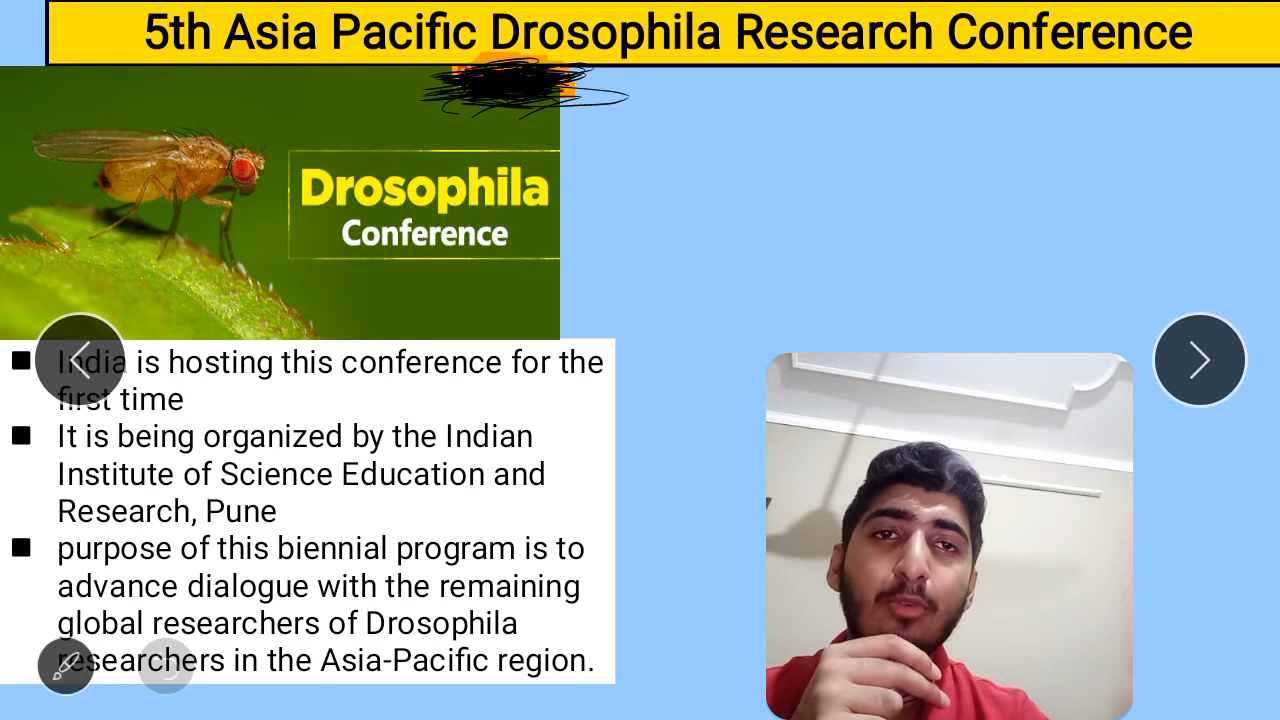 5th Asia Pacific Drosophila Research Conference
Drosophila
Conference
India is hosting this conference for the
first time
It is being organized by the Indian
Institute of Science Education and
Research, Pune
purpose of this biennial program is to
advance dialogue with the remaining
global researchers of Drosophila
researchers in the Asia-Pacific region.